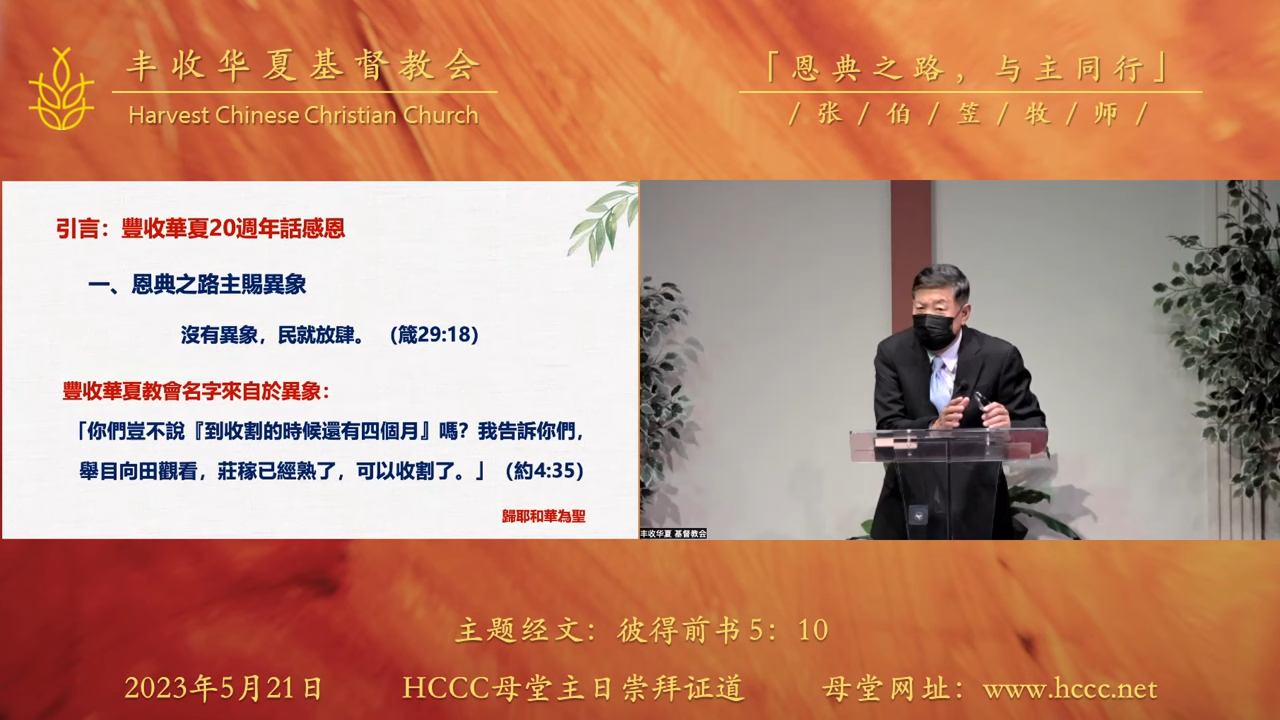 丰收华夏基督教会
Harvest Chinese Christian Church
「恩典之路，与主同行」
/ 张 / 伯 / 笠 / 牧 / 师 /
引言：豐收華夏20週年話感恩
一、恩典之路主賜異象
沒有異象，民就放肆。（箴29:18）
豐收華夏教會名字來自於異象：
「你們豈不說『到收割的時候還有四個月』嗎？我告訴你們，
舉目向田觀看，莊稼已經熟了，可以收割了。」（約4:35）
歸耶和華為聖
丰收华夏 基督教会
主题经文：彼得前书 5：10
2023年5月21日 HCCC母堂主日崇拜证道 母堂网址：www.hccc.net